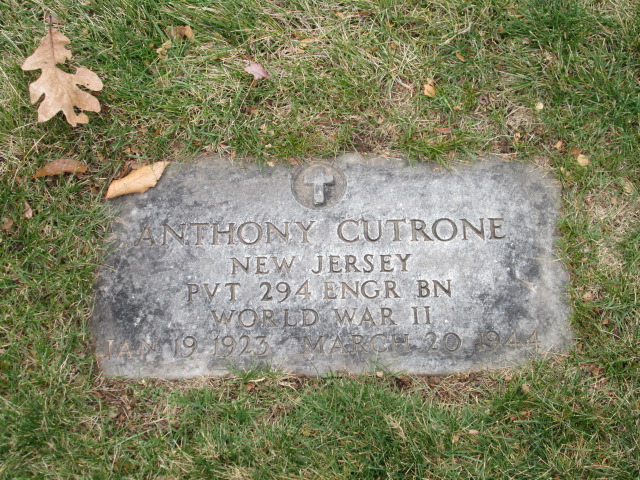 ANTHONY CUTRONE
NEW JERSEY
PVT 294 ENGR BN
WORLD WAR II
JAN 19 1923 MARCH 20 1944